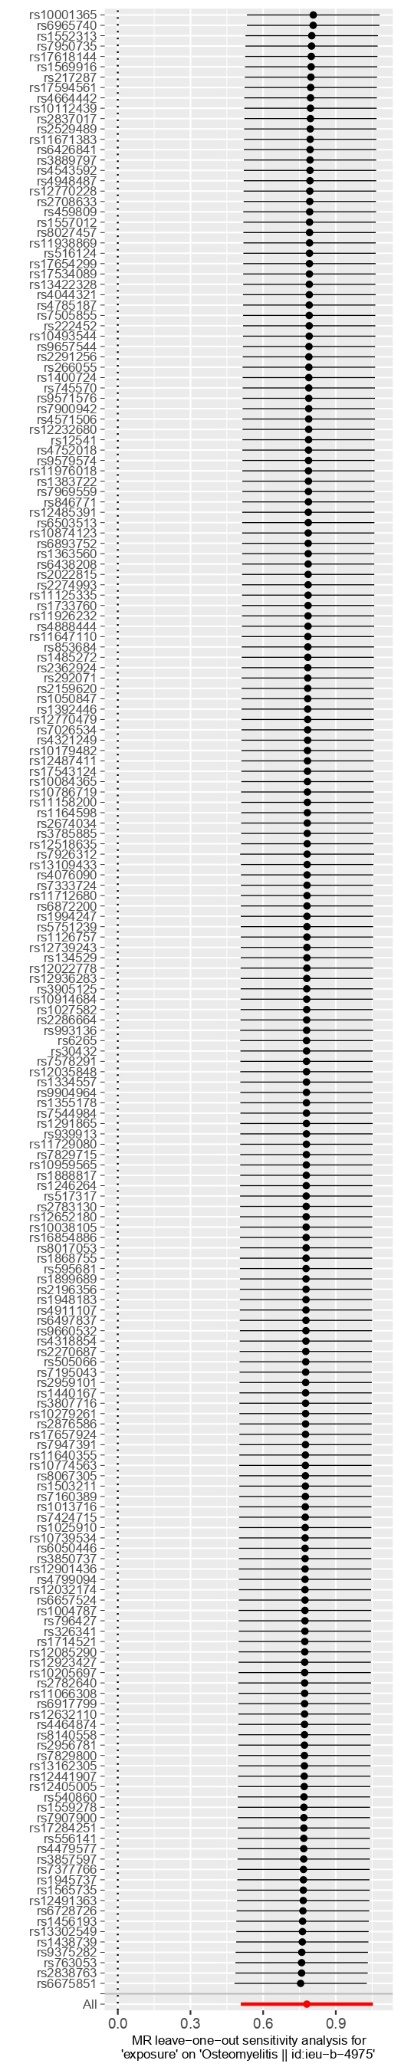 rs10001365
rs6965740
rs1552313
rs7950735
rs17618144
rs1569916
rs217287
rs17594561
rs4664442
rs10112439
rs2837017
rs2529489
rs11671383
rs6426841
rs3889797
rs4543592
rs4948487
rs12770228
rs2708633
rs459809
rs1557012
rs8027457
rs11938869
rs516124
rs17654299
rs17534089
rs13422328
rs4044321
rs4785187
rs7505855
rs222452
rs10493544
rs9657544
rs2291256
rs266055
rs1400724
rs745570
rs9571576
rs7900942
rs4571506
rs12232680
rs12541
rs4752018
rs9579574
rs11976018
rs1383722
rs7969559
rs846771
rs12485391
rs6503513
rs10874123
rs6893752
rs1363560
rs6438208
rs2022815
rs2274993
rs11125335
rs1733760
rs11926232
rs4888444
rs11647110
rs853684
rs1485272
rs2362924
rs292071
rs2159620
rs1050847
rs1392446
rs12770479
rs7026534
rs4321249
rs10179482
rs12487411
rs17543124
rs10084365
rs10786719
rs11158200
rs1164598
rs2674034
rs3785885
rs12518635
rs7926312
rs13109433
rs4076090
rs7333724
rs11712680
rs6872200
rs1994247
rs5751239
rs1126757
rs12739243
rs134529
rs12022778
rs12936283
rs3905125
rs10914684
rs1027582
rs2286664
rs993136
rs6265
rs30432
rs7578291
rs12035848
rs1334557
rs9904964
rs1355178
rs7544984
rs1291865
rs939913
rs11729080
rs7829715
rs10959565
rs1888817
rs1246264
rs517317
rs2783130
rs12652180
rs10038105
rs16854886
rs8017053
rs1868755
rs595681
rs1899689
rs2196356
rs1948183
rs4911107
rs6497837
rs9660532
rs4318854
rs2270687
rs505066
rs7195043
rs2959101
rs1440167
rs3807716
rs10279261
rs2876586
rs17657924
rs7947391
rs11640355
rs10774563
rs8067305
rs1503211
rs7160389
rs1013716
rs7424715
rs1025910
rs10739534
rs6050446
rs3850737
rs12901436
rs4799094
rs12032174
rs6657524
rs1004787
rs796427
rs326341
rs1714521
rs12085290
rs12923427
rs10205697
rs2782640
rs11066308
rs6917799
rs12632110
rs4464874
rs8140558
rs2956781
rs7829800
rs13162305
rs12441907
rs12405005
rs540860
rs1559278
rs7907900
rs17284251
rs556141
rs4479577
rs3857597
rs7377766
rs1945737
rs1565735
rs12491363
rs6728726
rs1456193
rs13302549
rs1438739
rs9375282
rs763053
rs2838763
rs6675851
All
0.0 0.3 0.6 0.9
MR leave−one−out sensitivity analysis for
'exposure' on 'Osteomyelitis || id:ieu−b−4975'